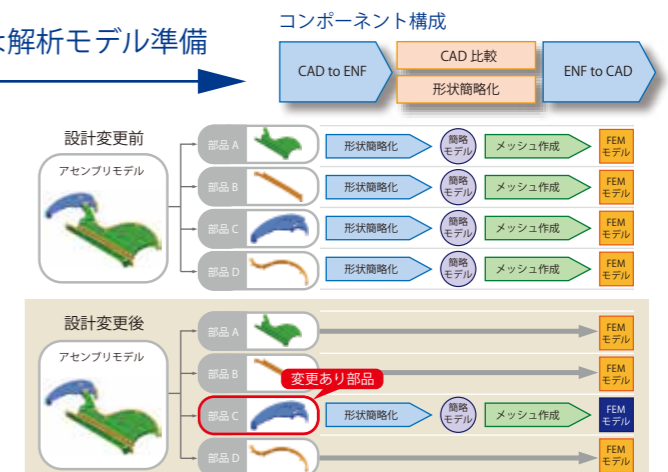 解析モデル準備
コンポーネント構成
CAD to ENF
CAD 比較
形状簡略化
ENF to CAD
設計変更前
アセンブリモデル
部品 A
形状簡略化
簡略
モデル
メッシュ作成
FEM
モデル
部品 B
形状簡略化
簡略
モデル
メッシュ作成
FEM
モデル
部品 C
形状簡略化
簡略
モデル
メッシュ作成
FEM
モデル
部品 D
形状簡略化
簡略
モデル
メッシュ作成
FEM
モデル
設計変更後
アセンブリモデル
部品 A
FEM
モデル
部品 B
変更あり部品
FEM
モデル
部品 C
形状簡略化
簡略
モデル
メッシュ作成
FEM
モデル
部品 D
FEM
モデル